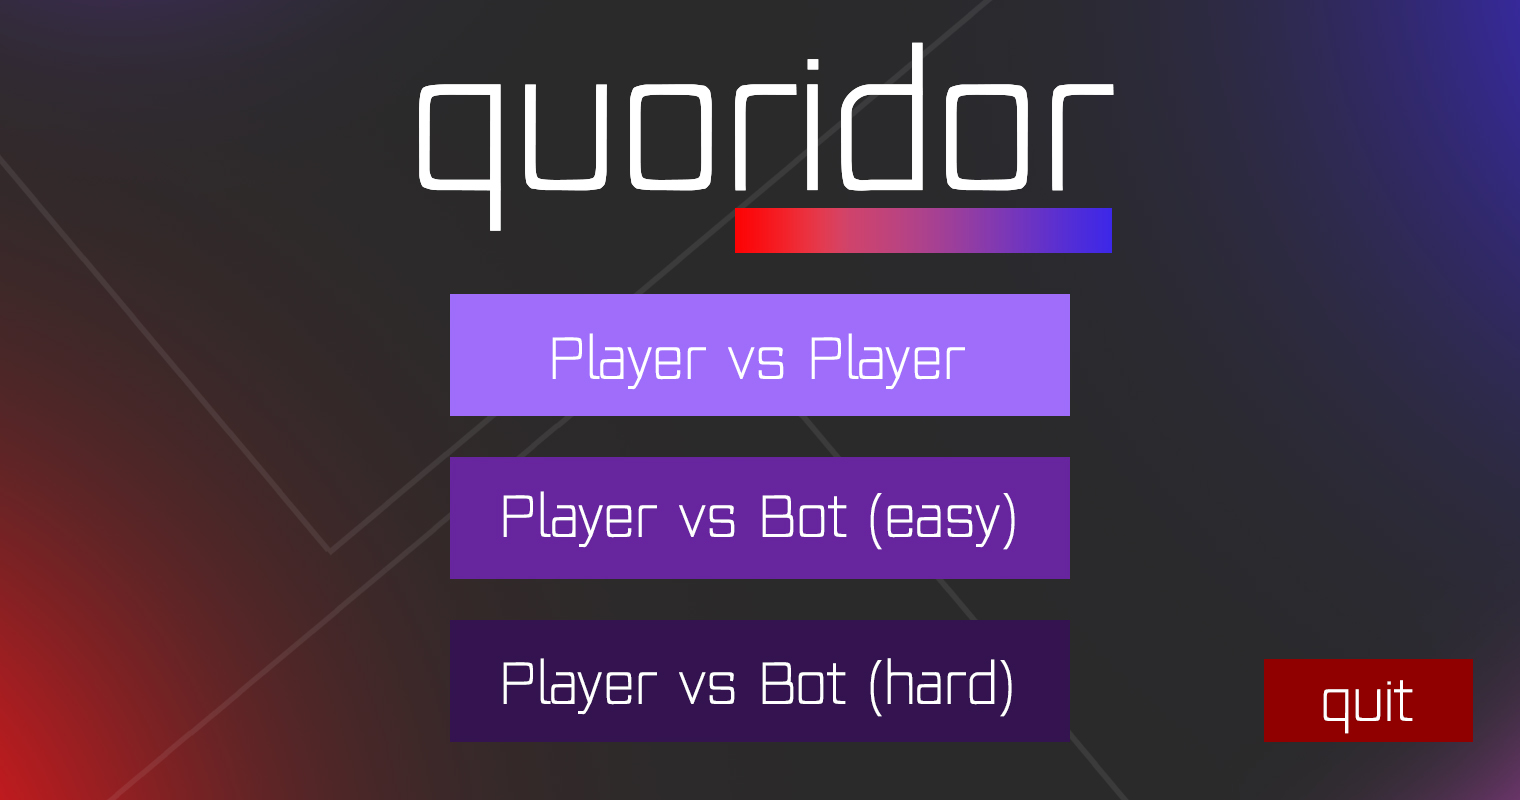 quoridor
Player vs Player
Player vs Bot (easy)
Player vs Bot (hard)
quit